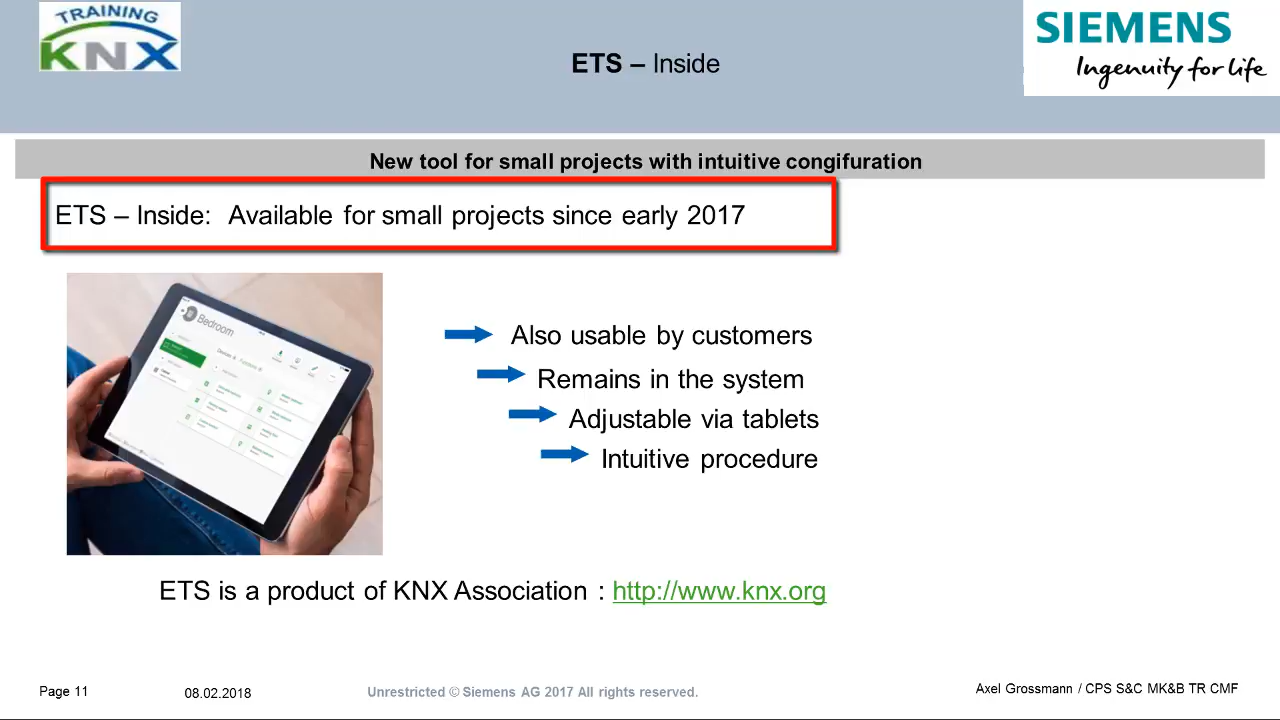 TRAINING
KNX
ETS – Inside
SIEMENS
Ingenuity for life
New tool for small projects with intuitive congifuration
ETS – Inside: Available for small projects since early 2017
Bedroom
Also usable by customers
Remains in the system
Adjustable via tablets
Intuitive procedure
ETS is a product of KNX Association : http://www.knx.org
Page 11
08.02.2018
Unrestricted © Siemens AG 2017 All rights reserved.
Axel Grossmann / CPS S&C MK&B TR CMF